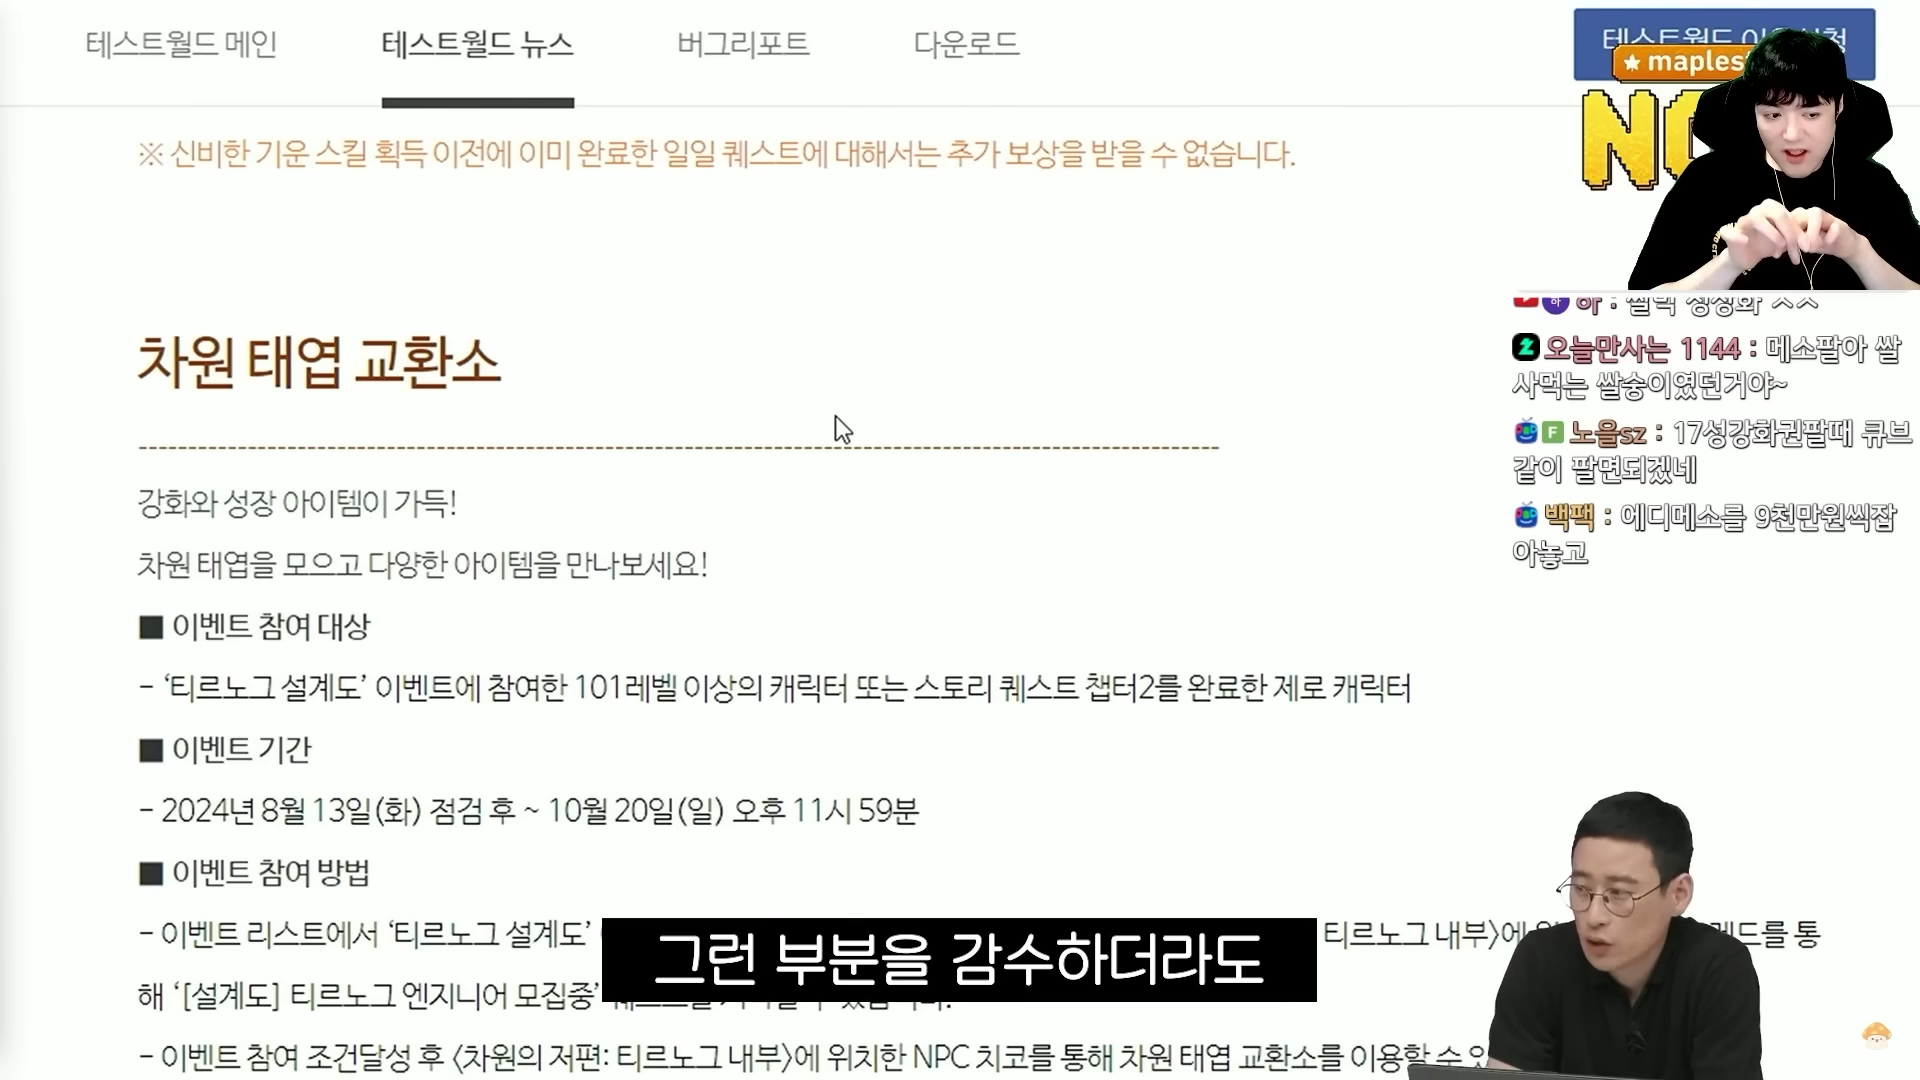 테스트월드 메인
테스트월드 뉴스
버그리포트
다운로드
테스트월드
maples
※ 신비한 기운 스킬 획득 이전에 이미 완료한 일일 퀘스트에 대해서는 추가 보상을 받을 수 없습니다.
차원 태엽 교환소
강화와 성장 아이템이 가득!
차원 태엽을 모으고 다양한 아이템을 만나보세요!
■ 이벤트 참여 대상
- ‘티르노그 설계도’ 이벤트에 참여한 101레벨 이상의 캐릭터 또는 스토리 퀘스트 챕터2를 완료한 제로 캐릭터
■ 이벤트 기간
- 2024년 8월 13일(화) 점검 후 ~ 10월 20일(일) 오후 11시 59분
■ 이벤트 참여 방법
- 이벤트 리스트에서 ‘티르노그 설계도’ 티르노그 내부>에 를 통
해 ‘[설계도] 티르노그 엔지니어 모집중’
- 이벤트 참여 조건달성 후 <차원의 저편: 티르노그 내부>에 위치한 NPC 치코를 통해 차원 태엽 교환소를 이용할 수
하 :
오늘만사는 1144 : 메소팔아 쌀
사먹는 쌀숭이였던거야~
노을sz : 17성강화권팔때 큐브
같이 팔면되겠네
백팩 : 에디메소를 9천만원씩잡
아놓고
그런 부분을 감수하더라도